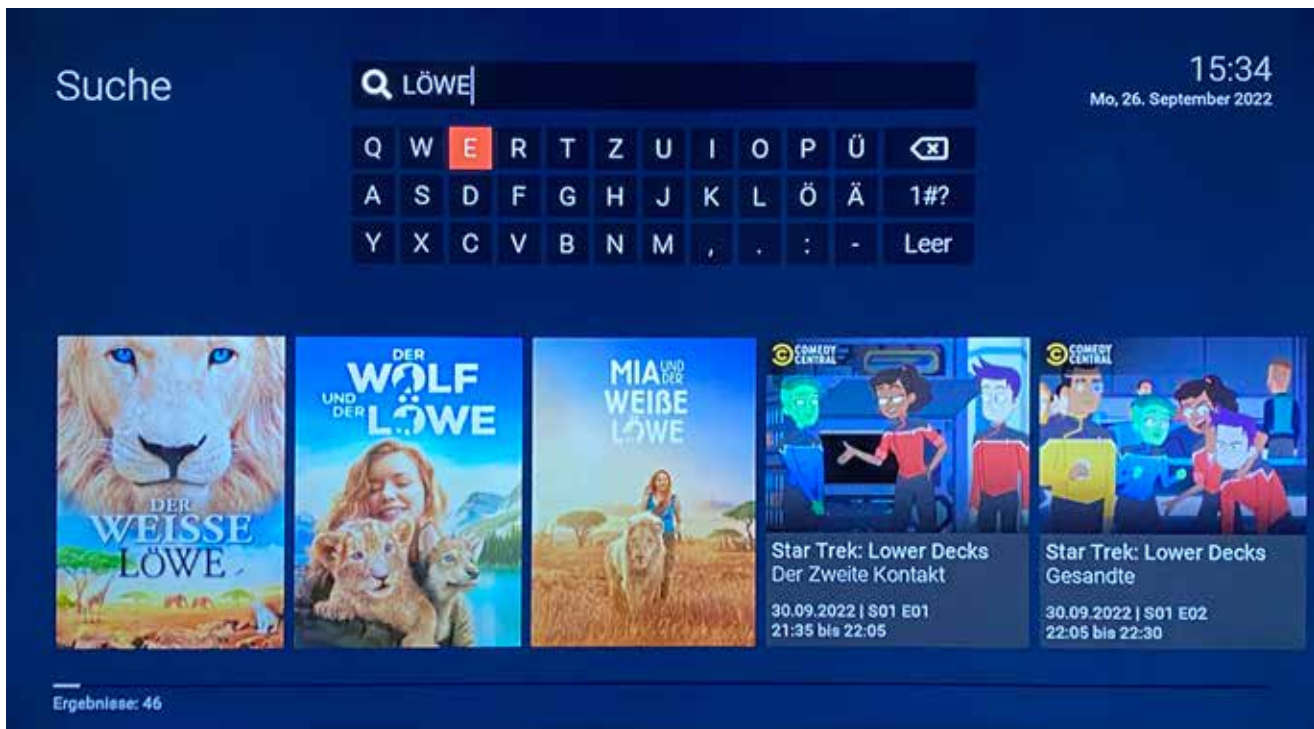 Suche
LÖWE
15:34
Mo, 26. September 2022
Q W E R T Z U I O P Ü
A S D F G H J K L Ö Ä 1#?
Y X C V B N M , . : - Leer
DER
WEISSE
LÖWE
DER
WOLF
UND
DER LÖWE
MIA UND
DER
WEIßE
LÖWE
COMEDY
CENTRAL
Star Trek: Lower Decks
Der Zweite Kontakt
30.09.2022 | S01 E01
21:35 bis 22:05
COMEDY
CENTRAL
Star Trek: Lower Decks
Gesandte
30.09.2022 | S01 E02
22:05 bis 22:30
Ergebnisse: 46